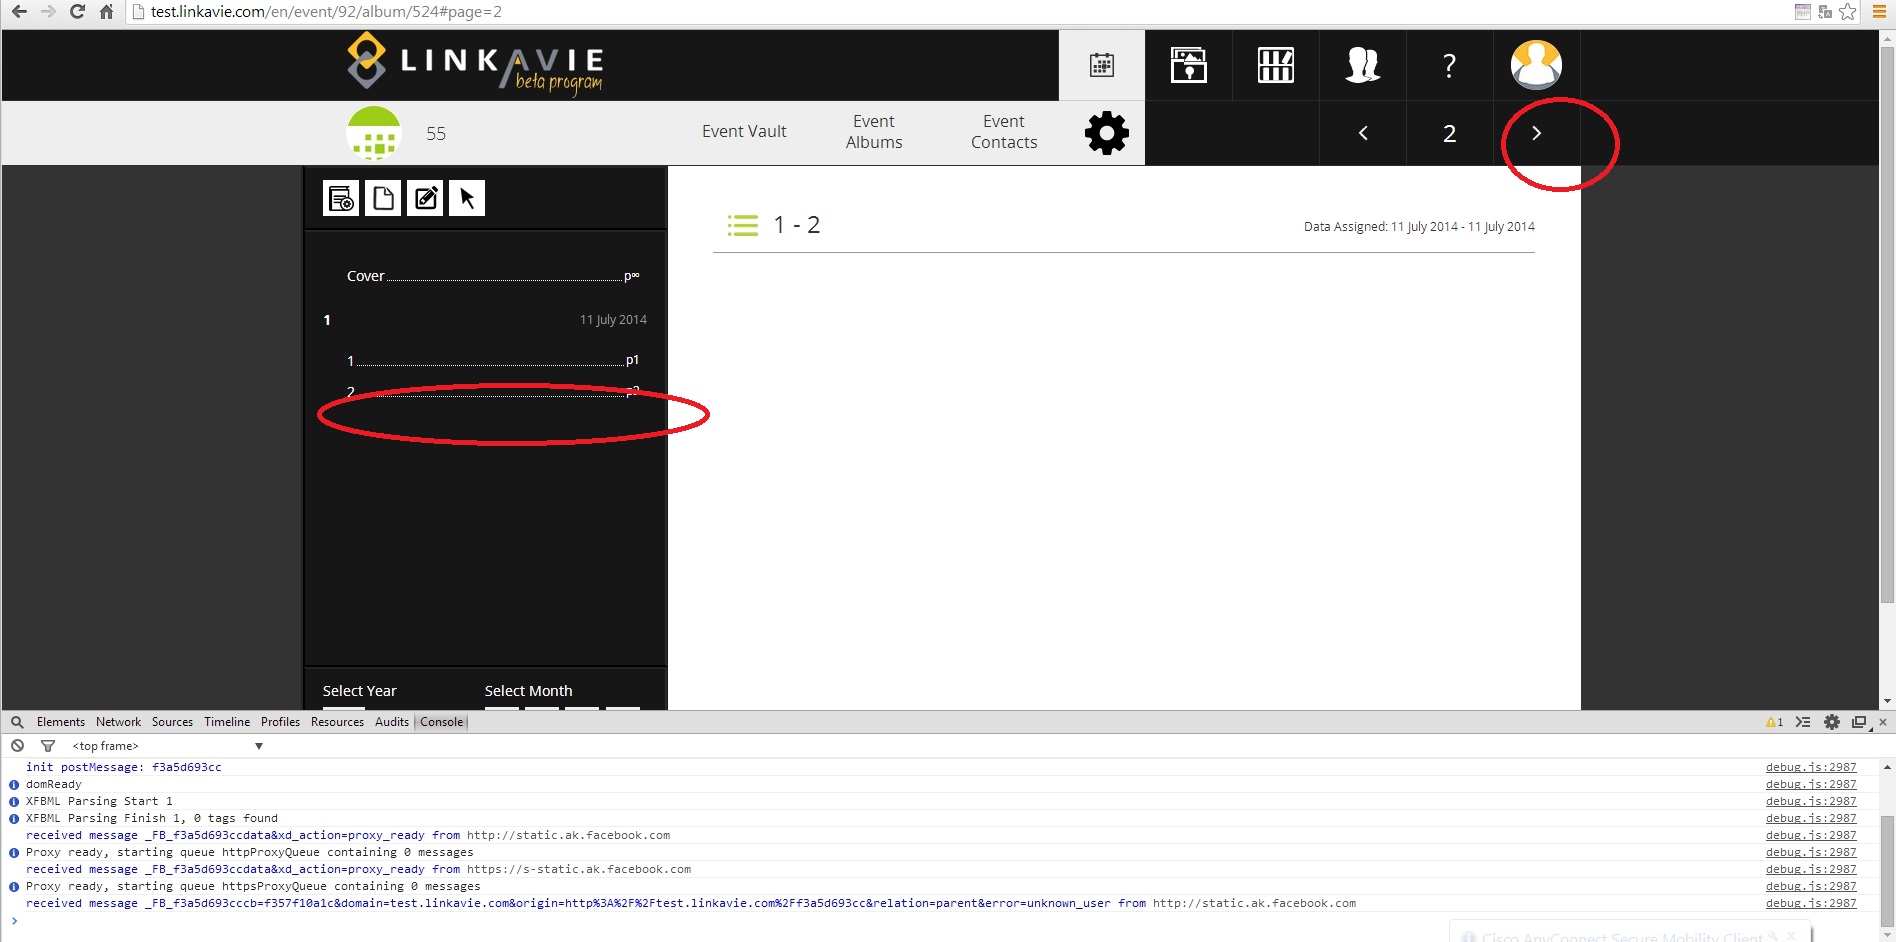 test.linkavie.com/en/event/92/album/524#page=2
LINKAVIE
beta program
?
55
Event Vault
Event Albums
Event Contacts
2
1 - 2
Data Assigned: 11 July 2014 - 11 July 2014
Cover p∞
1 11 July 2014
1 p1
2 p2
Select Year Select Month
Elements Network Sources Timeline Profiles Resources Audits Console 1
<top frame>
init postMessage: f3a5d693cc debug.js:2987
domReady debug.js:2987
XFBML Parsing Start 1 debug.js:2987
XFBML Parsing Finish 1, 0 tags found debug.js:2987
received message _FB_f3a5d693ccdata&xd_action=proxy_ready from http://static.ak.facebook.com debug.js:2987
Proxy ready, starting queue httpProxyQueue containing 0 messages debug.js:2987
received message _FB_f3a5d693ccdata&xd_action=proxy_ready from https://s-static.ak.facebook.com debug.js:2987
Proxy ready, starting queue httpsProxyQueue containing 0 messages debug.js:2987
received message _FB_f3a5d693cccb=f357f10a1c&domain=test.linkavie.com&origin=http%3A%2F%2Ftest.linkavie.com%2Ff3a5d693cc&relation=parent&error=unknown_user from http://static.ak.facebook.com debug.js:2987
Cisco AnyConnect Secure Mobility Client